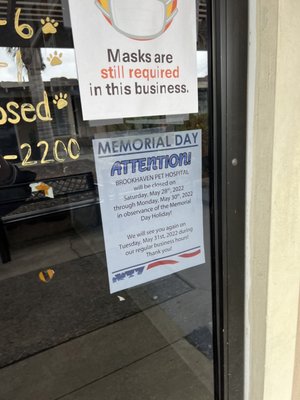 -6
Masks are
still required
in this business.
osed
-2200
MEMORIAL DAY
ATTENTION!
BROOKHAVEN PET HOSPITAL
will be closed on
Saturday, May 28th, 2022
through Monday, May 30th, 2022
in observance of the Memorial
Day Holiday!
We will see you again on
Tuesday, May 31st, 2022 during
our regular business hours!
Thank you!